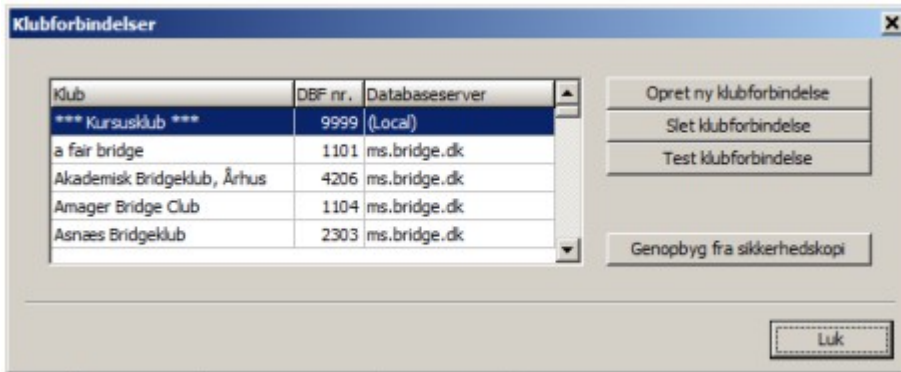 Klubforbindelser
Klub DBF nr. Databaseserver
*** Kursusklub *** 9999 (Local)
a fair bridge 1101 ms.bridge.dk
Akademisk Bridgeklub, Århus 4206 ms.bridge.dk
Amager Bridge Club 1104 ms.bridge.dk
Asnæs Bridgeklub 2303 ms.bridge.dk
Opret ny klubforbindelse
Slet klubforbindelse
Test klubforbindelse
Genopbyg fra sikkerhedskopi
Luk